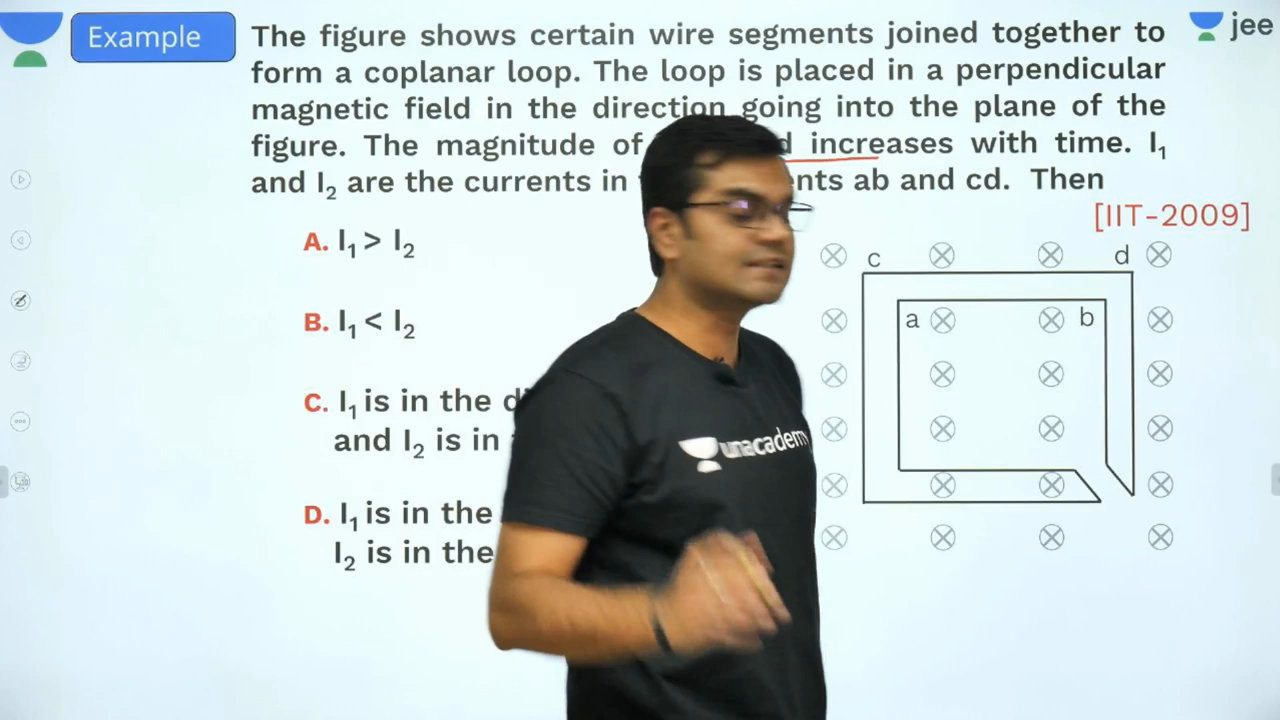 Example
The figure shows certain wire segments joined together to
form a coplanar loop. The loop is placed in a perpendicular
magnetic field in the direction going into the plane of the
figure. The magnitude of increases with time. I₁
and I₂ are the currents in ab and cd. Then
[IIT-2009]
jee
A. I₁ > I₂
B. I₁ < I₂
C. I₁ is in the
and I₂ is in
D. I₁ is in the
I₂ is in the
c
d
a
b
unacademy